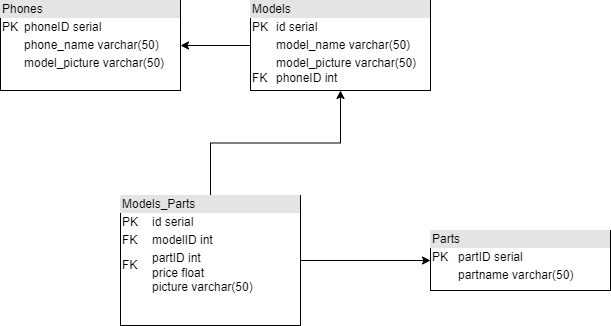 Phones
PK phoneID serial
phone_name varchar(50)
model_picture varchar(50)
Models
PK id serial
model_name varchar(50)
model_picture varchar(50)
FK phoneID int
Models_Parts
PK id serial
FK modelID int
FK partID int
price float
picture varchar(50)
Parts
PK partID serial
partname varchar(50)